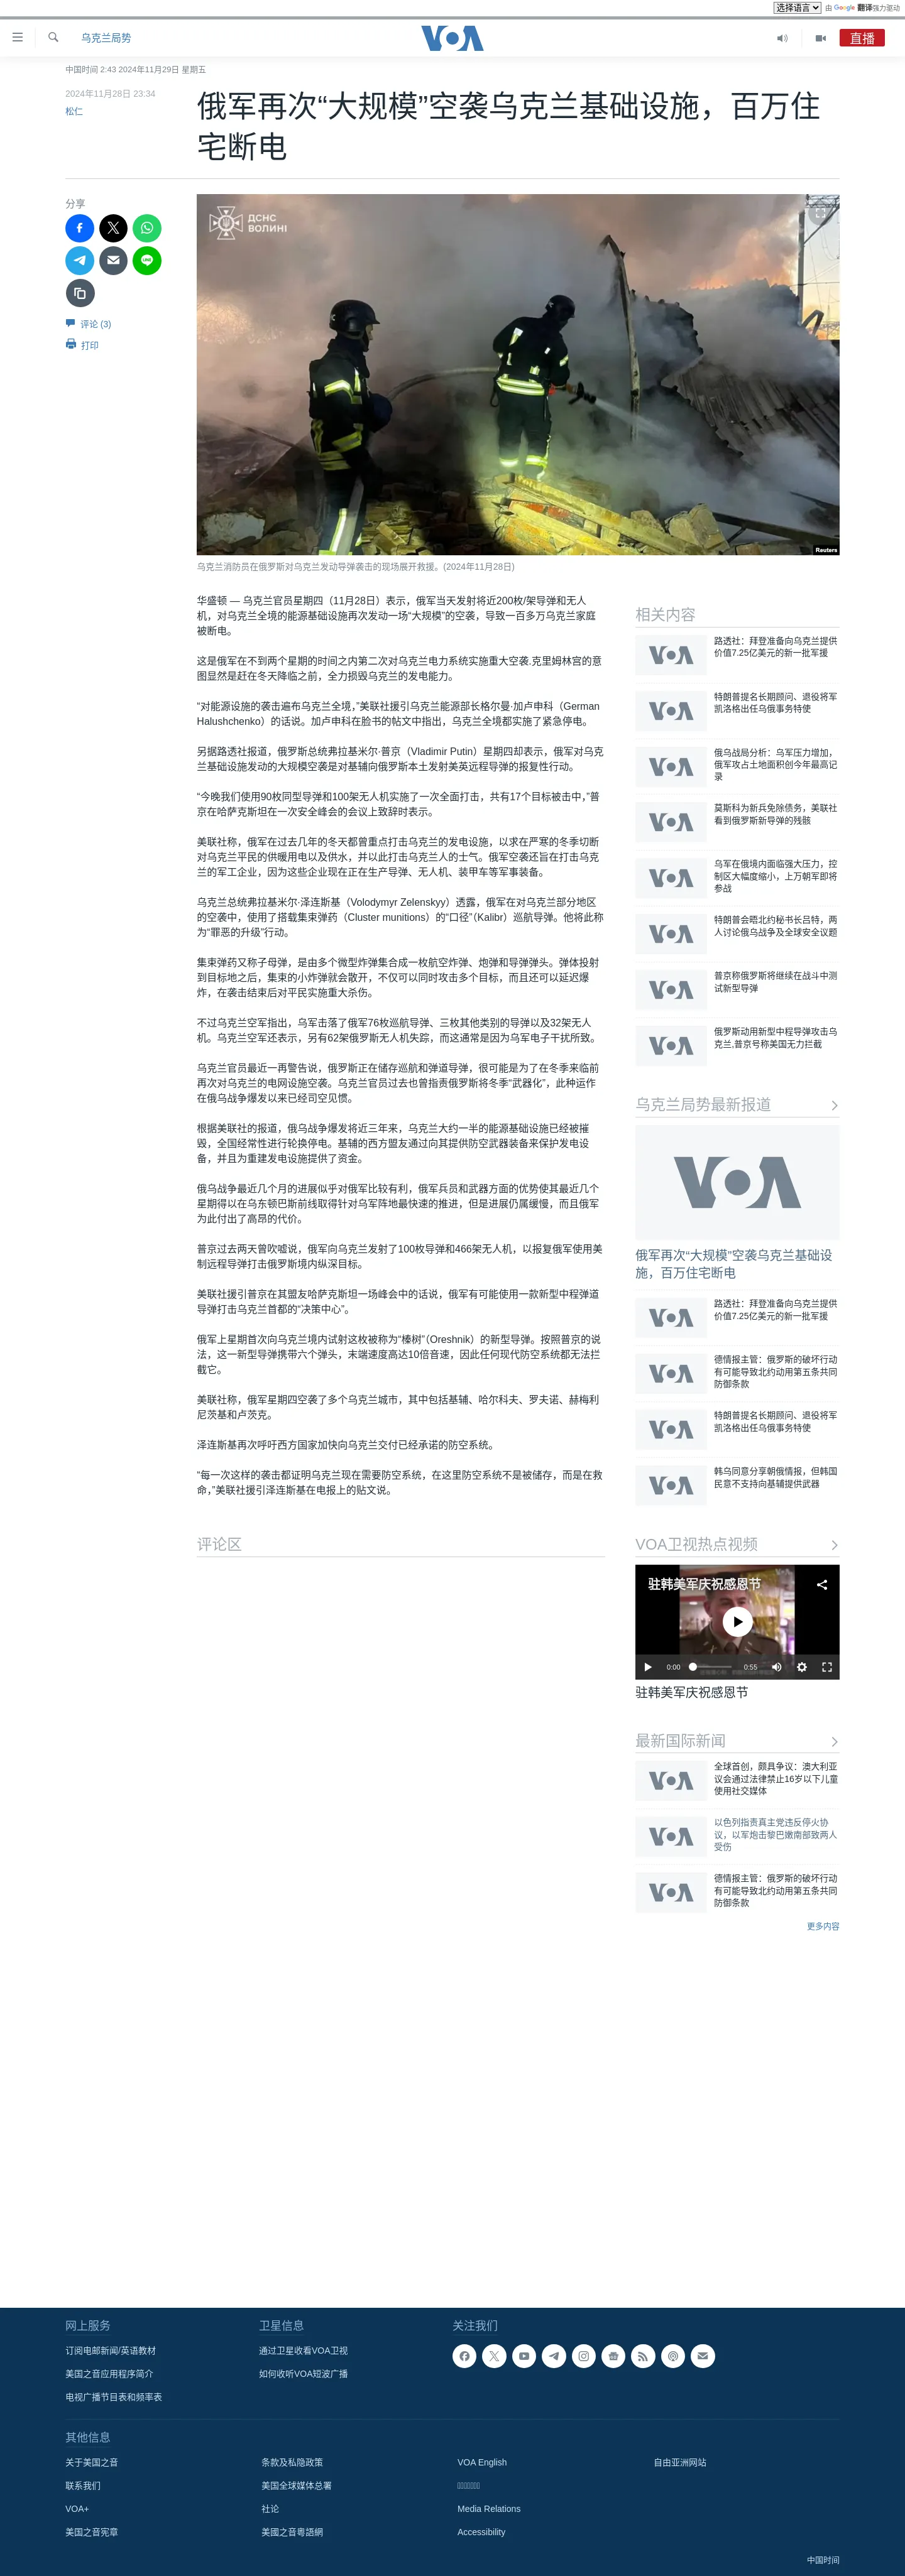 选择语言 由 Google 翻译强力驱动
乌克兰局势
VOA
直播
中国时间 2:43 2024年11月29日 星期五
2024年11月28日 23:34
松仁
俄军再次“大规模”空袭乌克兰基础设施，百万住
宅断电
分享
评论 (3)
打印
ДСНС
ВОЛИНІ
Reuters
乌克兰消防员在俄罗斯对乌克兰发动导弹袭击的现场展开救援。(2024年11月28日)
华盛顿 — 乌克兰官员星期四（11月28日）表示，俄军当天发射将近200枚/架导弹和无人
机，对乌克兰全境的能源基础设施再次发动一场“大规模”的空袭，导致一百多万乌克兰家庭
被断电。
这是俄军在不到两个星期的时间之内第二次对乌克兰电力系统实施重大空袭.克里姆林宫的意
图显然是赶在冬天降临之前，全力损毁乌克兰的发电能力。
“对能源设施的袭击遍布乌克兰全境，”美联社援引乌克兰能源部长格尔曼·加卢申科（German
Halushchenko）的话说。加卢申科在脸书的帖文中指出，乌克兰全境都实施了紧急停电。
另据路透社报道，俄罗斯总统弗拉基米尔·普京（Vladimir Putin）星期四却表示，俄军对乌克
兰基础设施发动的大规模空袭是对基辅向俄罗斯本土发射美英远程导弹的报复性行动。
“今晚我们使用90枚同型导弹和100架无人机实施了一次全面打击，共有17个目标被击中，”普
京在哈萨克斯坦在一次安全峰会的会议上致辞时表示。
美联社称，俄军在过去几年的冬天都曾重点打击乌克兰的发电设施，以求在严寒的冬季切断
对乌克兰平民的供暖用电以及供水，并以此打击乌克兰人的士气。俄军空袭还旨在打击乌克
兰的军工企业，因为这些企业现在正在生产导弹、无人机、装甲车等军事装备。
乌克兰总统弗拉基米尔·泽连斯基（Volodymyr Zelenskyy）透露，俄军在对乌克兰部分地区
的空袭中，使用了搭载集束弹药（Cluster munitions）的“口径”（Kalibr）巡航导弹。他将此称
为“罪恶的升级”行动。
集束弹药又称子母弹，是由多个微型炸弹集合成一枚航空炸弹、炮弹和导弹弹头。弹体投射
到目标地之后，集束的小炸弹就会散开，不仅可以同时攻击多个目标，而且还可以延迟爆
炸，在袭击结束后对平民实施重大杀伤。
不过乌克兰空军指出，乌军击落了俄军76枚巡航导弹、三枚其他类别的导弹以及32架无人
机。乌克兰空军还表示，另有62架俄罗斯无人机失踪，而这通常是因为乌军电子干扰所致。
乌克兰官员最近一再警告说，俄罗斯正在储存巡航和弹道导弹，很可能是为了在冬季来临前
再次对乌克兰的电网设施空袭。乌克兰官员过去也曾指责俄罗斯将冬季“武器化”，此种运作
在俄乌战争爆发以来已经司空见惯。
根据美联社的报道，俄乌战争爆发将近三年来，乌克兰大约一半的能源基础设施已经被摧
毁，全国经常性进行轮换停电。基辅的西方盟友通过向其提供防空武器装备来保护发电设
备，并且为重建发电设施提供了资金。
俄乌战争最近几个月的进展似乎对俄军比较有利，俄军兵员和武器方面的优势使其最近几个
星期得以在乌东顿巴斯前线取得针对乌军阵地最快速的推进，但是进展仍属缓慢，而且俄军
为此付出了高昂的代价。
普京过去两天曾吹嘘说，俄军向乌克兰发射了100枚导弹和466架无人机，以报复俄军使用美
制远程导弹打击俄罗斯境内纵深目标。
美联社援引普京在其盟友哈萨克斯坦一场峰会中的话说，俄军有可能使用一款新型中程弹道
导弹打击乌克兰首都的“决策中心”。
俄军上星期首次向乌克兰境内试射这枚被称为“榛树”（Oreshnik）的新型导弹。按照普京的说
法，这一新型导弹携带六个弹头，末端速度高达10倍音速，因此任何现代防空系统都无法拦
截它。
美联社称，俄军星期四空袭了多个乌克兰城市，其中包括基辅、哈尔科夫、罗夫诺、赫梅利
尼茨基和卢茨克。
泽连斯基再次呼吁西方国家加快向乌克兰交付已经承诺的防空系统。
“每一次这样的袭击都证明乌克兰现在需要防空系统，在这里防空系统不是被储存，而是在救
命，”美联社援引泽连斯基在电报上的贴文说。
评论区
相关内容
VOA
路透社：拜登准备向乌克兰提供
价值7.25亿美元的新一批军援
VOA
特朗普提名长期顾问、退役将军
凯洛格出任乌俄事务特使
VOA
俄乌战局分析：乌军压力增加，
俄军攻占土地面积创今年最高记
录
VOA
莫斯科为新兵免除债务，美联社
看到俄罗斯新导弹的残骸
VOA
乌军在俄境内面临强大压力，控
制区大幅度缩小，上万朝军即将
参战
VOA
特朗普会晤北约秘书长吕特，两
人讨论俄乌战争及全球安全议题
VOA
普京称俄罗斯将继续在战斗中测
试新型导弹
VOA
俄罗斯动用新型中程导弹攻击乌
克兰,普京号称美国无力拦截
乌克兰局势最新报道
VOA
俄军再次“大规模”空袭乌克兰基础设
施，百万住宅断电
VOA
路透社：拜登准备向乌克兰提供
价值7.25亿美元的新一批军援
VOA
德情报主管：俄罗斯的破坏行动
有可能导致北约动用第五条共同
防御条款
VOA
特朗普提名长期顾问、退役将军
凯洛格出任乌俄事务特使
VOA
韩乌同意分享朝俄情报，但韩国
民意不支持向基辅提供武器
VOA卫视热点视频
驻韩美军庆祝感恩节
0:00 0:55
驻韩美军庆祝感恩节
最新国际新闻
VOA
全球首创，颇具争议：澳大利亚
议会通过法律禁止16岁以下儿童
使用社交媒体
VOA
以色列指责真主党违反停火协
议，以军炮击黎巴嫩南部致两人
受伤
VOA
德情报主管：俄罗斯的破坏行动
有可能导致北约动用第五条共同
防御条款
更多内容
网上服务
订阅电邮新闻/英语教材
美国之音应用程序简介
电视广播节目表和频率表
卫星信息
通过卫星收看VOA卫视
如何收听VOA短波广播
关注我们
其他信息
关于美国之音 条款及私隐政策 VOA English 自由亚洲网站
联系我们 美国全球媒体总署
VOA+ 社论 Media Relations
美国之音宪章 美國之音粵語網 Accessibility
中国时间